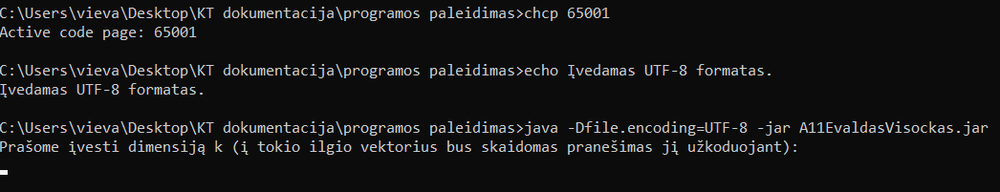 C:\Users\vieva\Desktop\KT dokumentacija\programos paleidimas>chcp 65001
Active code page: 65001
C:\Users\vieva\Desktop\KT dokumentacija\programos paleidimas>echo Įvedamas UTF-8 formatas.
Įvedamas UTF-8 formatas.
C:\Users\vieva\Desktop\KT dokumentacija\programos paleidimas>java -Dfile.encoding=UTF-8 -jar A11EvaldasVisockas.jar
Prašome įvesti dimensiją k (į tokio ilgio vektorius bus skaidomas pranešimas jį užkoduojant):